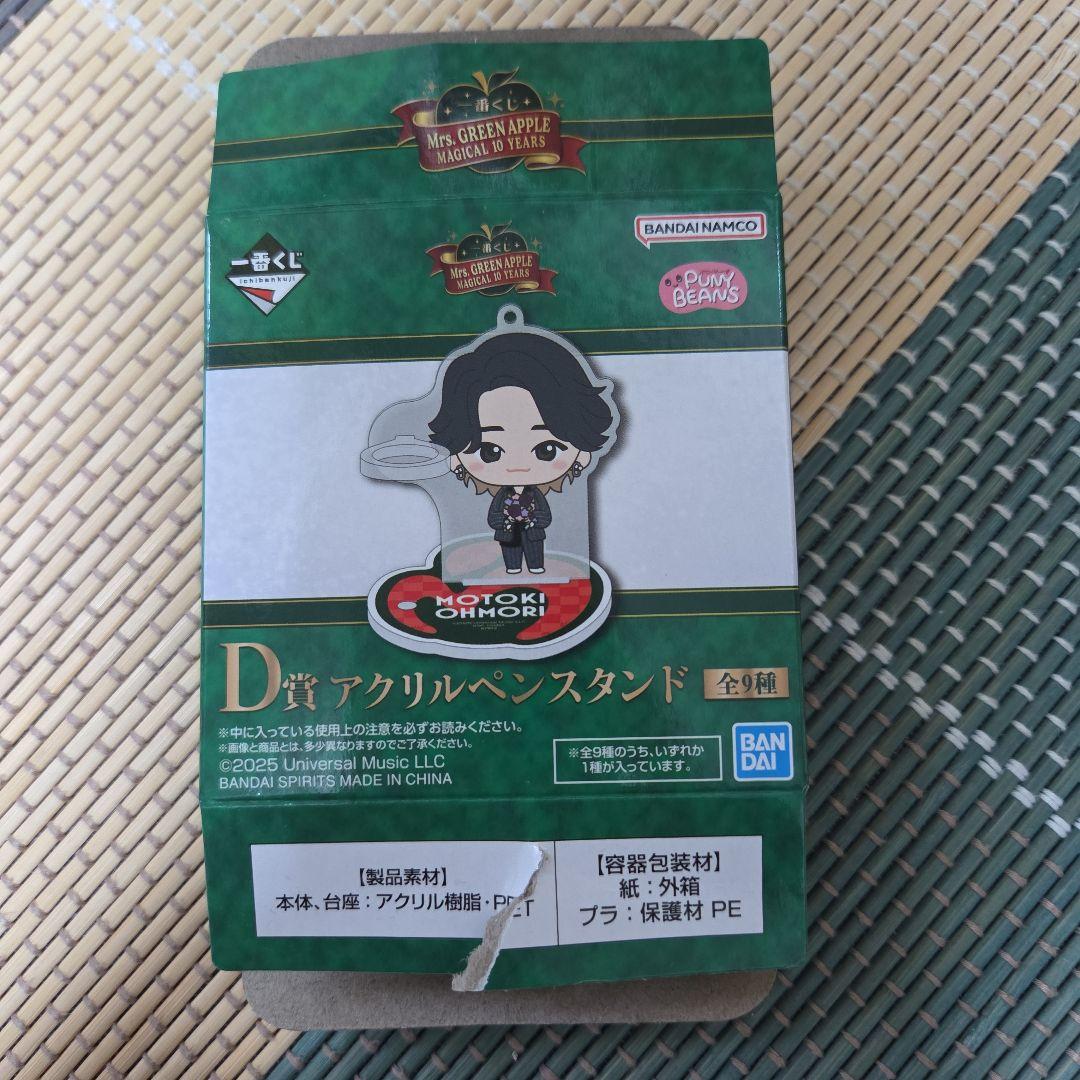 一番くじ
Mrs. GREEN APPLE
MAGICAL 10 YEARS
一番くじ
ichibankuji
一番くじ
Mrs. GREEN APPLE
MAGICAL 10 YEARS
BANDAI NAMCO
PUNY
BEANS
MOTOKI
OHMORI
D賞 アクリルペンスタンド 全9種
※中に入っている使用上の注意を必ずお読みください。
※画像と商品とは、多少異なりますのでご了承ください。
©2025 Universal Music LLC
BANDAI SPIRITS MADE IN CHINA
※全9種のうち、いずれか
1種が入っています。
BAN
DAI
【製品素材】
本体、台座：アクリル樹脂・PET
【容器包装材】
紙：外箱
プラ：保護材 PE